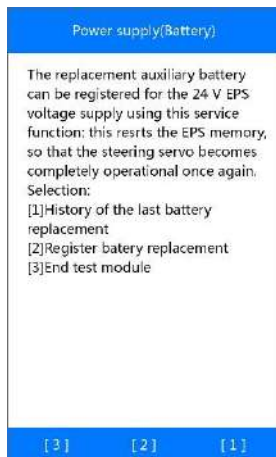 Power supply(Battery)
The replacement auxiliary battery
can be registered for the 24 V EPS
voltage supply using this service
function: this resrts the EPS memory,
so that the steering servo becomes
completely operational once again.
Selection:
[1]History of the last battery
replacement
[2]Register batery replacement
[3]End test module
[3] [2] [1]